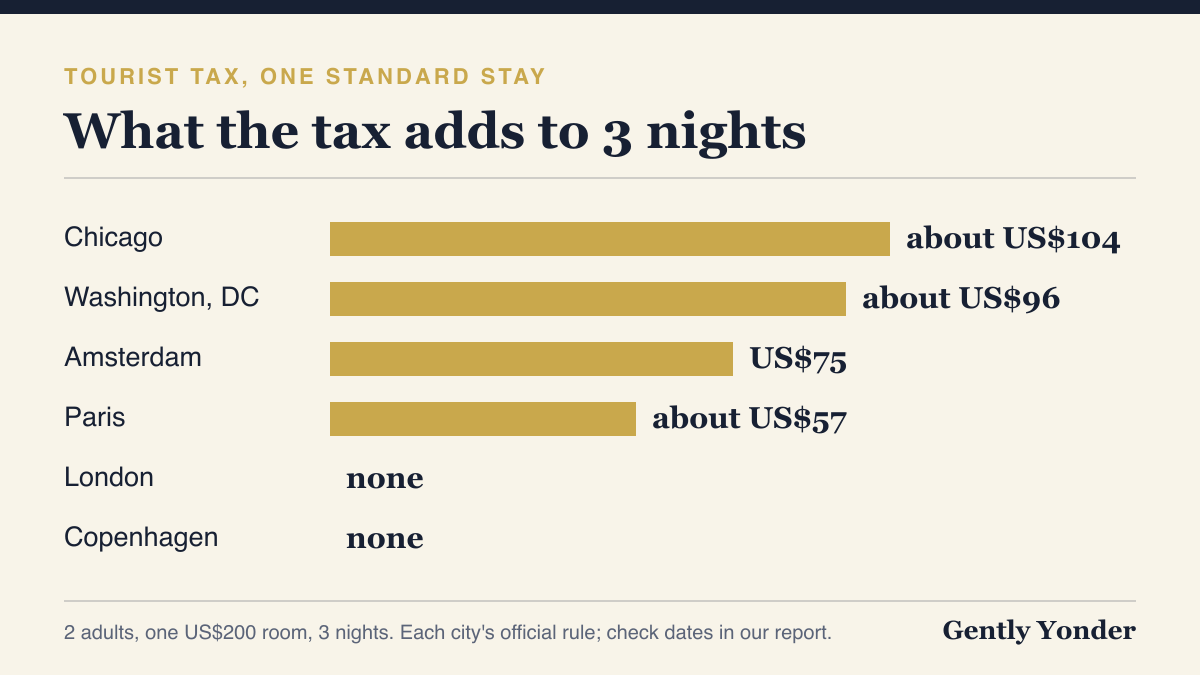 TOURIST TAX, ONE STANDARD STAY
What the tax adds to 3 nights
Chicago about US$104
Washington, DC about US$96
Amsterdam US$75
Paris about US$57
London none
Copenhagen none
2 adults, one US$200 room, 3 nights. Each city's official rule; check dates in our report. Gently Yonder